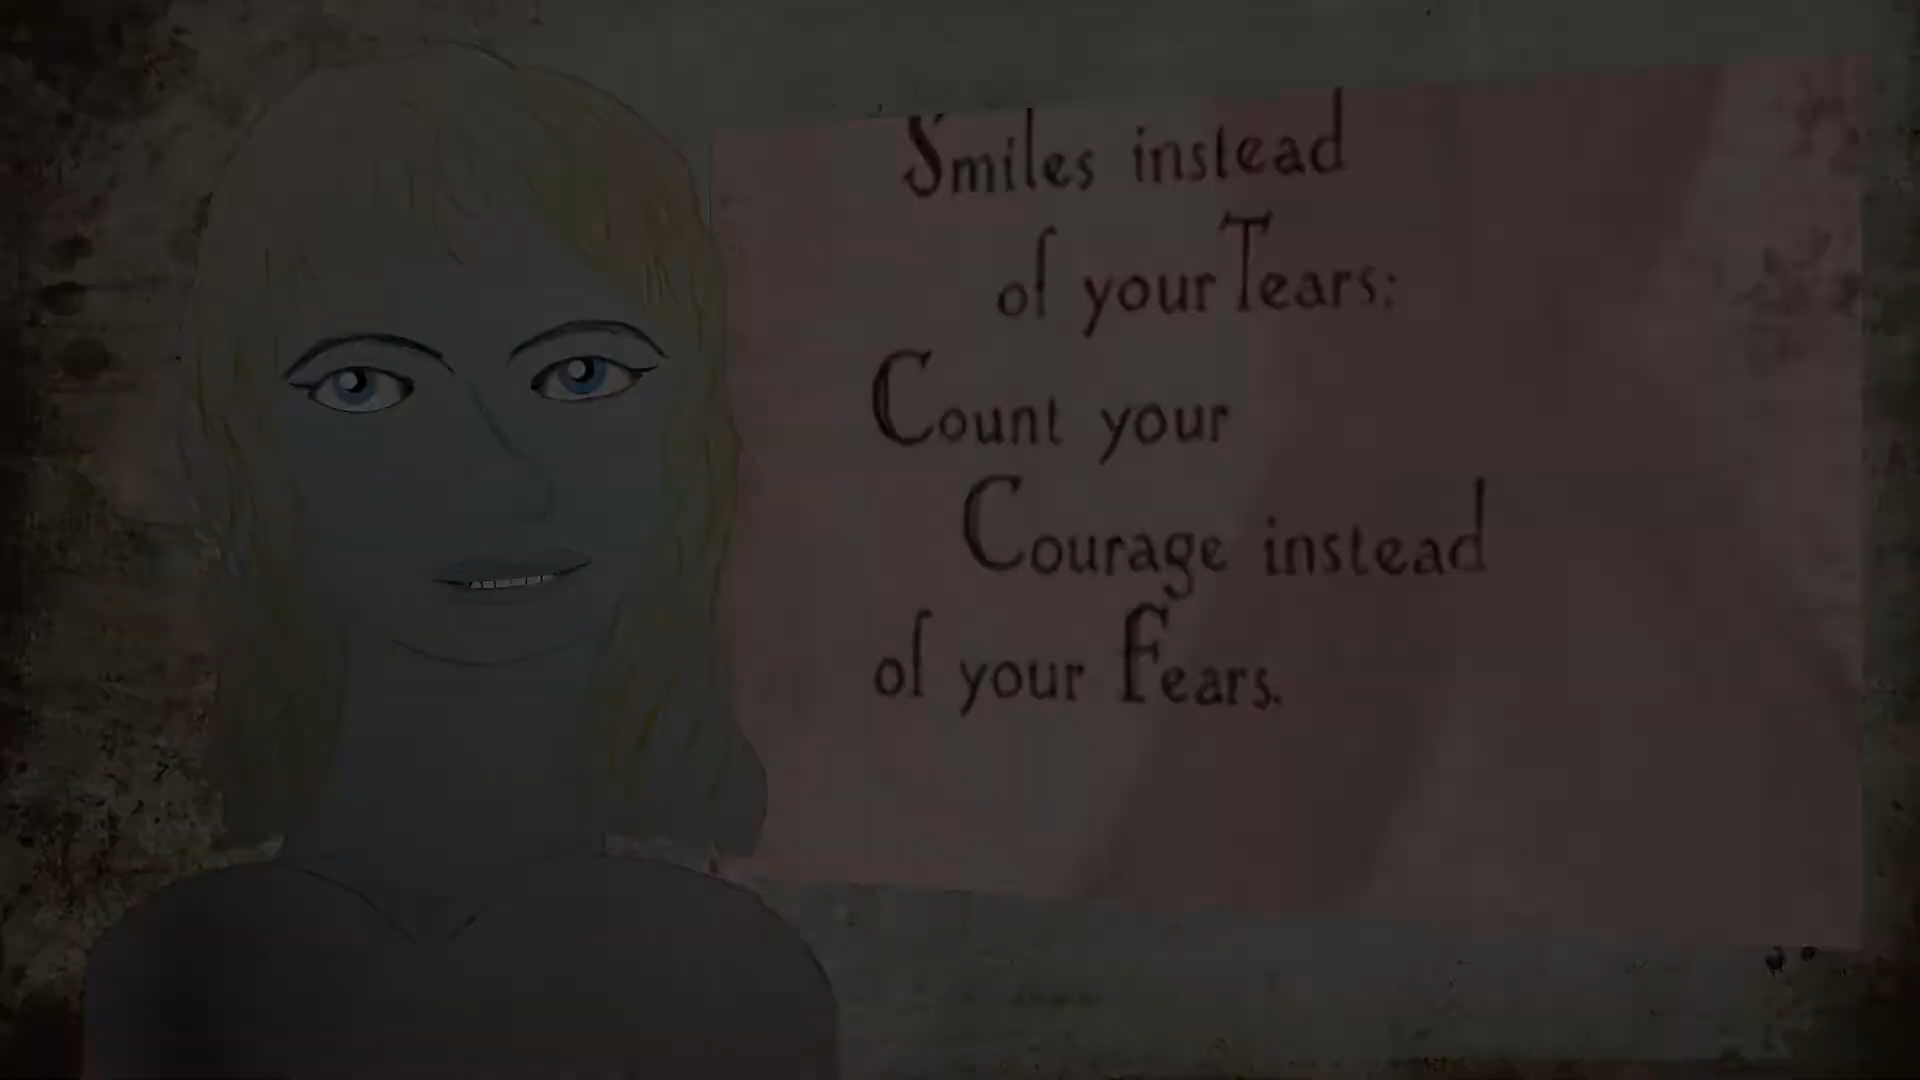 Smiles instead
of your Tears;
Count your
Courage instead
of your Fears.